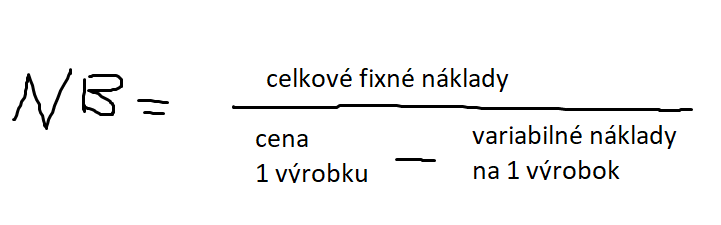 NB =
celkové fixné náklady
cena
1 výrobku
—
variabilné náklady
na 1 výrobok